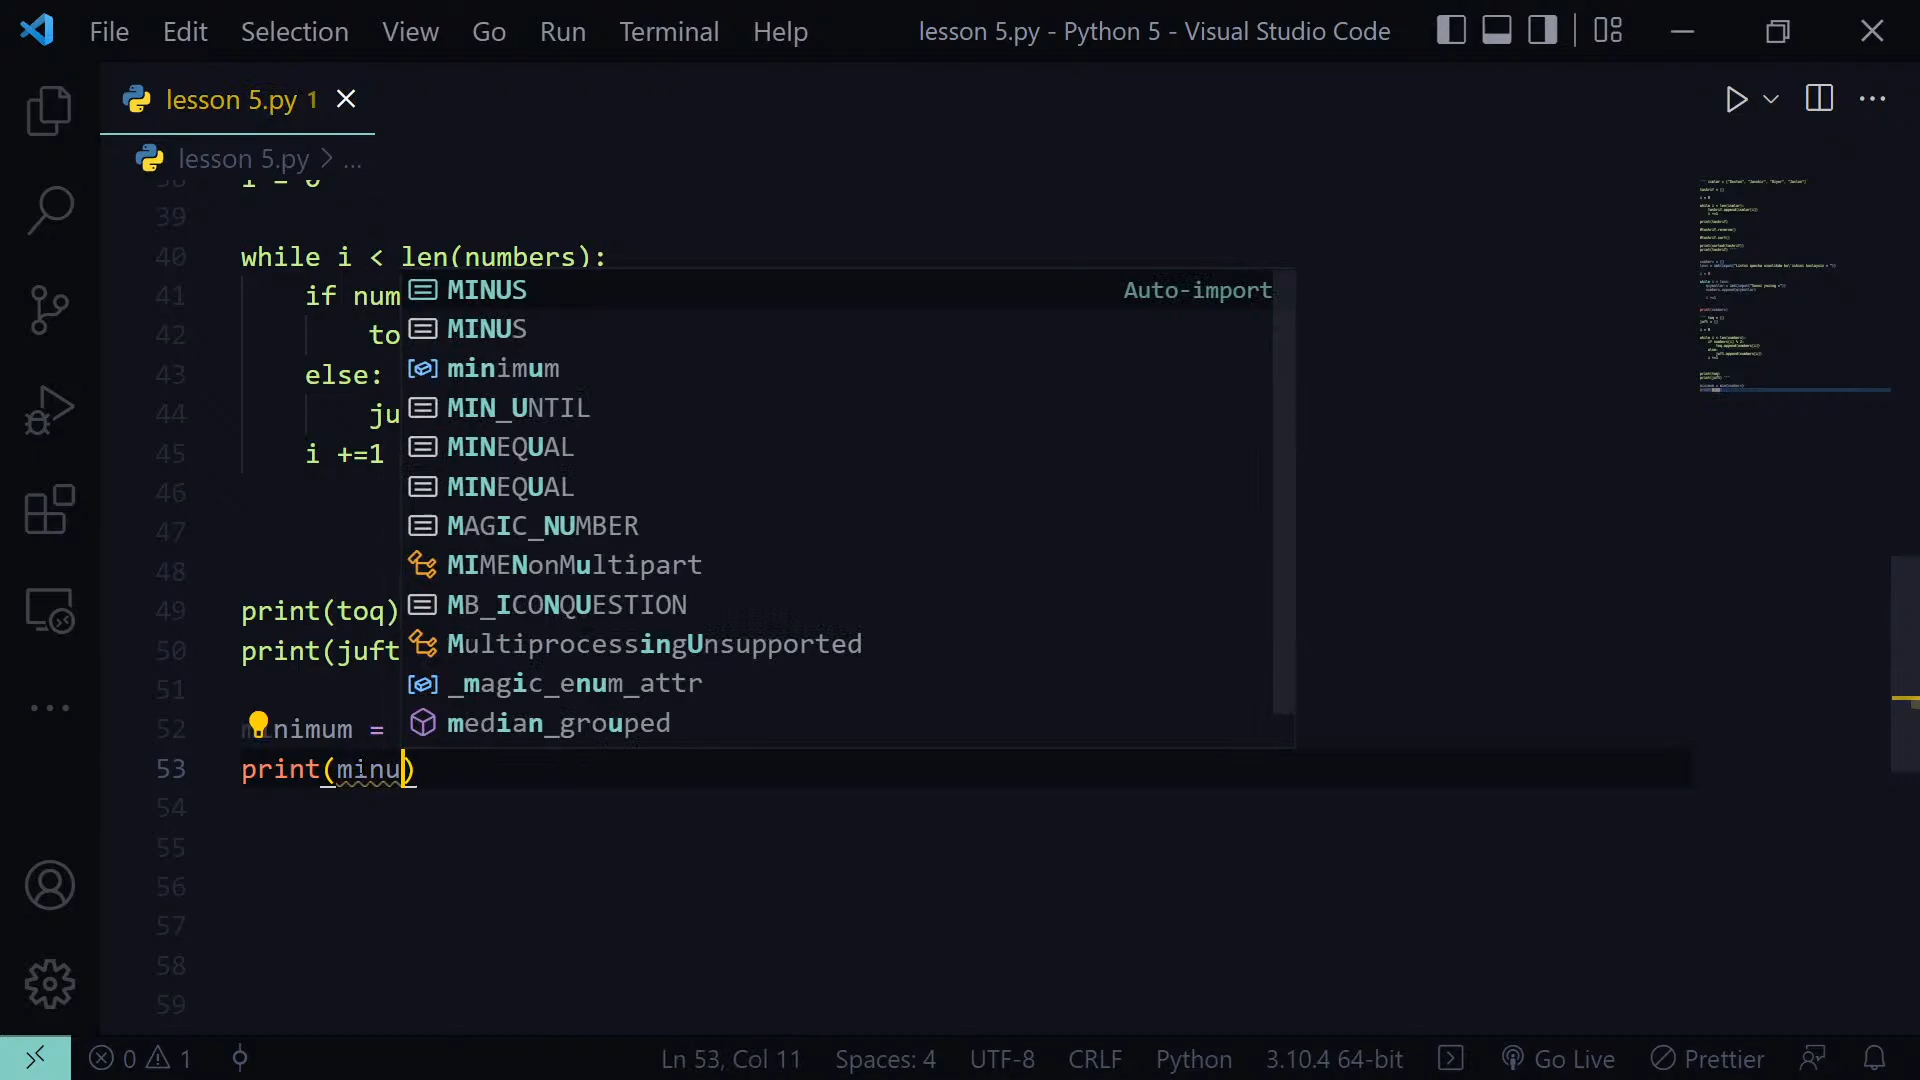 File Edit Selection View Go Run Terminal Help lesson 5.py - Python 5 - Visual Studio Code
lesson 5.py 1
lesson 5.py > ...
39
40 while i < len(numbers):
41 if num
42 to
43 else:
44 ju
45 i +=1
46
47
48
49 print(toq)
50 print(juft
51
52 minimum =
53 print(minu)
54
55
56
57
58
59
MINUS Auto-import
MINUS
minimum
MIN_UNTIL
MINEQUAL
MINEQUAL
MAGIC_NUMBER
MIMENonMultipart
MB_ICONQUESTION
MultiprocessingUnsupported
_magic_enum_attr
median_grouped
0 1 Ln 53, Col 11 Spaces: 4 UTF-8 CRLF Python 3.10.4 64-bit Go Live Prettier